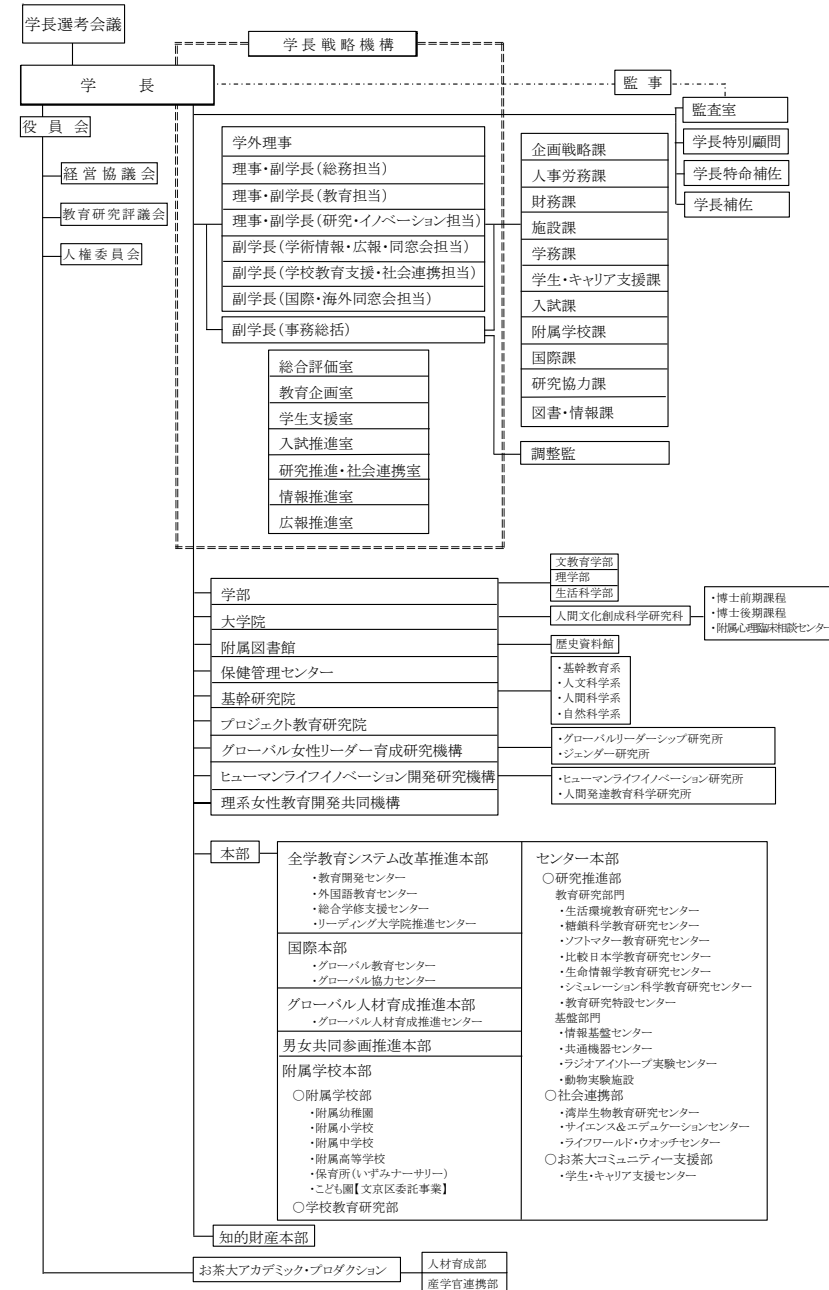 学長選考会議
学長戦略機構
学　　長
監 事
役 員 会
監査室
学長特別顧問
学長特命補佐
学長補佐
経営協議会
教育研究評議会
人権委員会
学外理事
理事・副学長(総務担当)
理事・副学長(教育担当)
理事・副学長(研究・イノベーション担当)
副学長(学術情報・広報・同窓会担当)
副学長(学校教育支援・社会連携担当)
副学長(国際・海外同窓会担当)
副学長(事務総括)
企画戦略課
人事労務課
財務課
施設課
学務課
学生・キャリア支援課
入試課
附属学校課
国際課
研究協力課
図書・情報課
調整監
総合評価室
教育企画室
学生支援室
入試推進室
研究推進・社会連携室
情報推進室
広報推進室
学部
大学院
附属図書館
保健管理センター
基幹研究院
プロジェクト教育研究院
グローバル女性リーダー育成研究機構
ヒューマンライフイノベーション開発研究機構
理系女性教育開発共同機構
文教育学部
理学部
生活科学部
人間文化創成科学研究科
・博士前期課程
・博士後期課程
・附属心理臨床相談センター
歴史資料館
・基幹教育系
・人文科学系
・人間科学系
・自然科学系
・グローバルリーダーシップ研究所
・ジェンダー研究所
・ヒューマンライフイノベーション研究所
・人間発達教育科学研究所
本部
全学教育システム改革推進本部
・教育開発センター
・外国語教育センター
・総合学修支援センター
・リーディング大学院推進センター
国際本部
・グローバル教育センター
・グローバル協力センター
グローバル人材育成推進本部
・グローバル人材育成推進センター
男女共同参画推進本部
附属学校本部
○附属学校部
・附属幼稚園
・附属小学校
・附属中学校
・附属高等学校
・保育所(いずみナーサリー)
・こども園【文京区委託事業】
○学校教育研究部
センター本部
○研究推進部
教育研究部門
・生活環境教育研究センター
・糖鎖科学教育研究センター
・ソフトマター教育研究センター
・比較日本学教育研究センター
・生命情報学教育研究センター
・シミュレーション科学教育研究センター
・教育研究特設センター
基盤部門
・情報基盤センター
・共通機器センター
・ラジオアイソトープ実験センター
・動物実験施設
○社会連携部
・湾岸生物教育研究センター
・サイエンス&エデュケーションセンター
・ライフワールド・ウオッチセンター
○お茶大コミュニティー支援部
・学生・キャリア支援センター
知的財産本部
お茶大アカデミック・プロダクション
人材育成部
産学官連携部